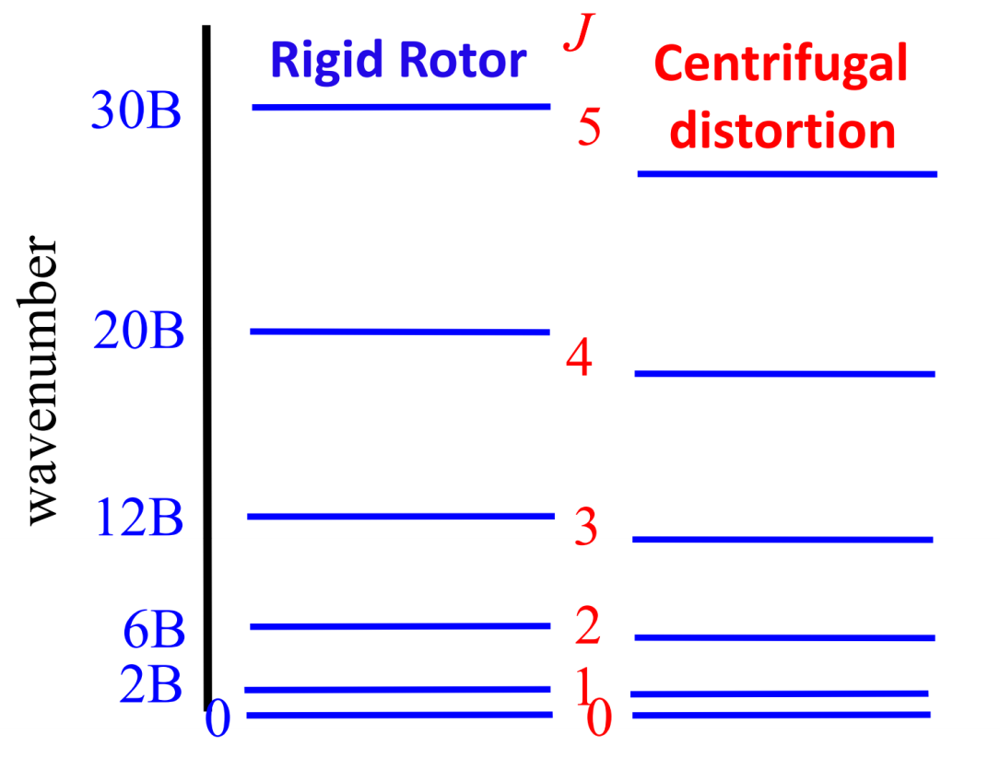 Rigid Rotor
J
Centrifugal
distortion
30B
5
20B
4
12B
3
6B
2
2B
1
0
0
wavenumber